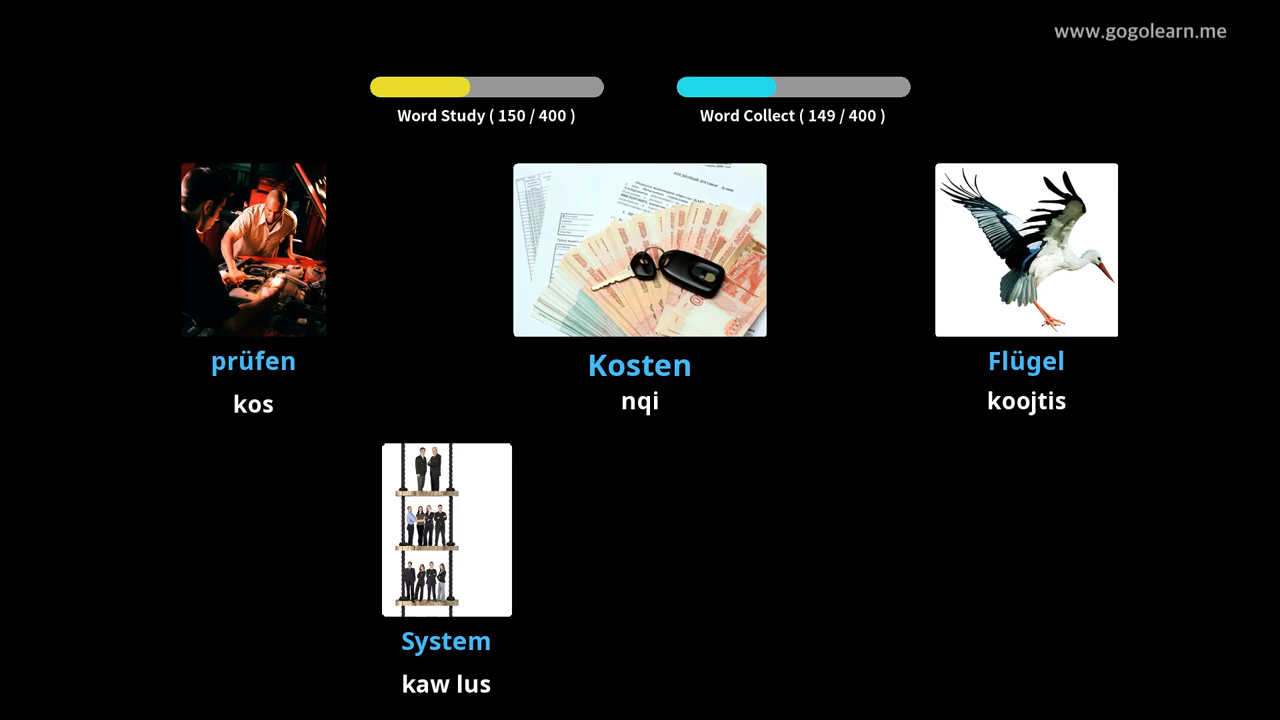 www.gogolearn.me
Word Study ( 150 / 400 )
Word Collect ( 149 / 400 )
prüfen
kos
Kosten
nqi
Flügel
koojtis
System
kaw lus